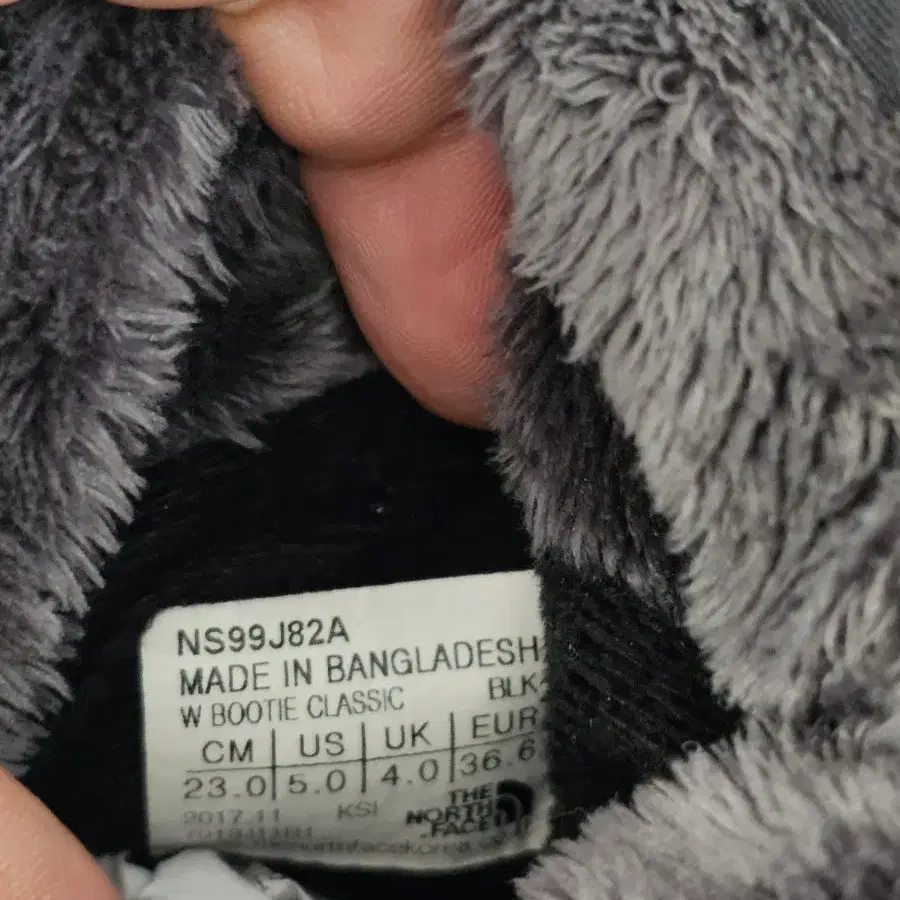 NS99J82A
MADE IN BANGLADESH
W BOOTIE CLASSIC BLK
CM US UK EUR
23.0 5.0 4.0 36.6
2017.11 KSI
THE
NORTH
FACE